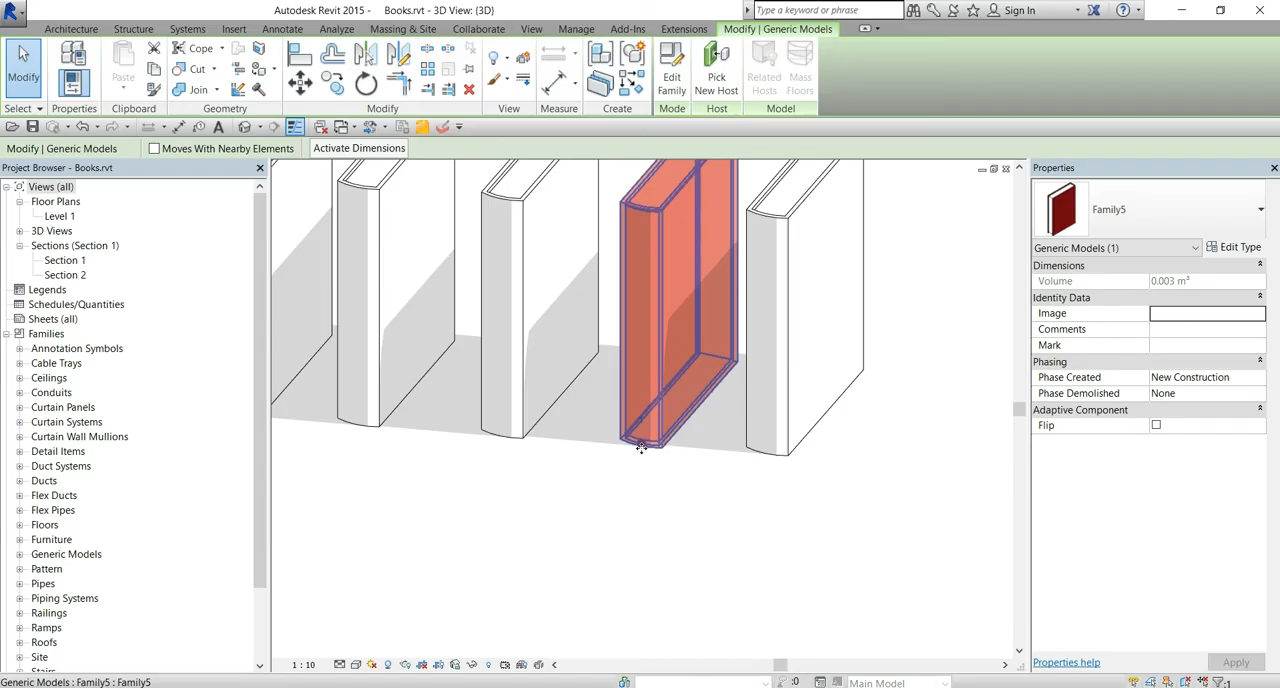 Autodesk Revit 2015 - Books.rvt - 3D View: {3D}
Type a keyword or phrase
Sign In
Architecture Structure Systems Insert Annotate Analyze Massing & Site Collaborate View Manage Add-Ins Extensions Modify | Generic Models
Modify
Paste
Cope
Cut
Join
Edit Family
Pick New Host
Related Hosts
Mass Floors
Select Properties Clipboard Geometry Modify View Measure Create Mode Host Model
Modify | Generic Models Moves With Nearby Elements Activate Dimensions
Project Browser - Books.rvt
Views (all)
Floor Plans
Level 1
3D Views
Sections (Section 1)
Section 1
Section 2
Legends
Schedules/Quantities
Sheets (all)
Families
Annotation Symbols
Cable Trays
Ceilings
Conduits
Curtain Panels
Curtain Systems
Curtain Wall Mullions
Detail Items
Duct Systems
Ducts
Flex Ducts
Flex Pipes
Floors
Furniture
Generic Models
Pattern
Pipes
Piping Systems
Railings
Ramps
Roofs
Site
Stairs
Properties
Family5
Generic Models (1) Edit Type
Dimensions
Volume 0.003 m³
Identity Data
Image
Comments
Mark
Phasing
Phase Created New Construction
Phase Demolished None
Adaptive Component
Flip
Properties help Apply
1 : 10
Generic Models : Family5 : Family5
:0
Main Model
:1